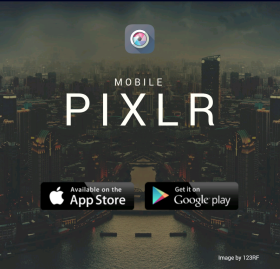 MOBILE
PIXLR
Available on the
App Store
Get it on
Google play
Image by 123RF